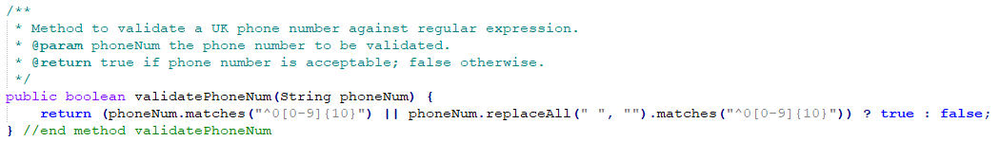 /**
 * Method to validate a UK phone number against regular expression.
 * @param phoneNum the phone number to be validated.
 * @return true if phone number is acceptable; false otherwise.
 */
public boolean validatePhoneNum(String phoneNum) {
    return (phoneNum.matches("^0[0-9]{10}") || phoneNum.replaceAll(" ", "").matches("^0[0-9]{10}")) ? true : false;
} //end method validatePhoneNum